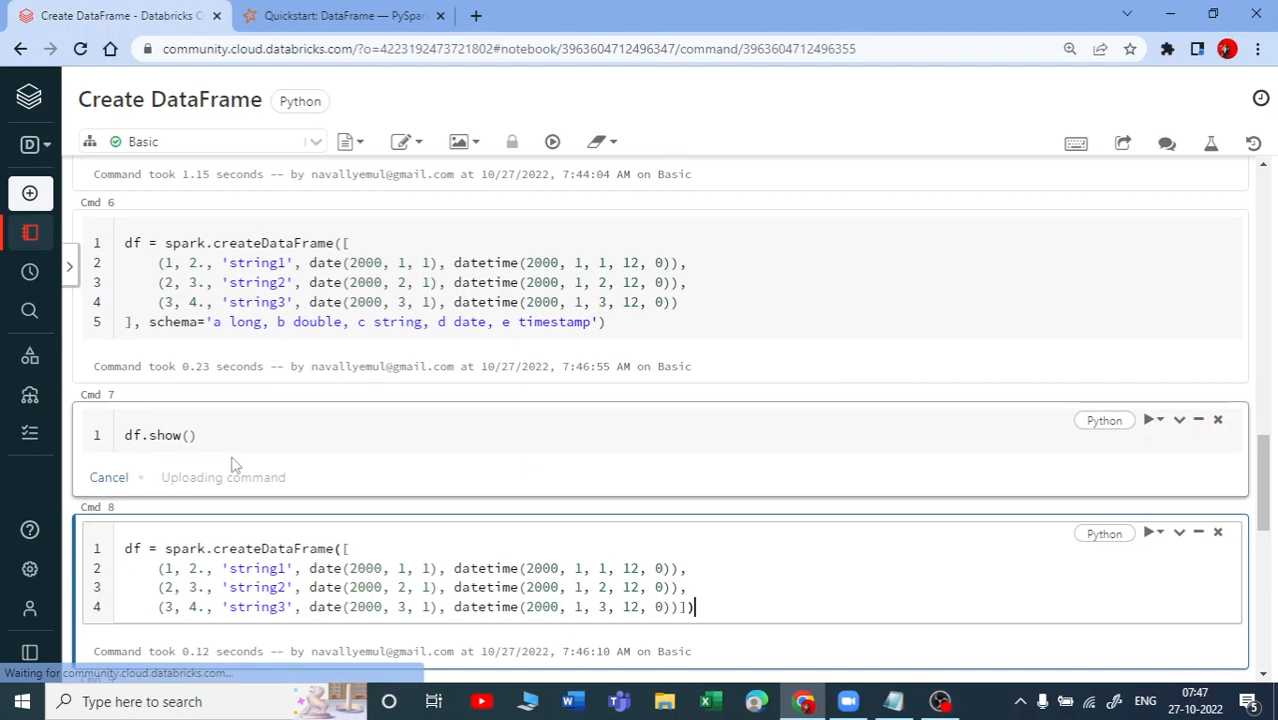 Create DataFrame - Databricks C
Quickstart: DataFrame — PySpark
community.cloud.databricks.com/?o=4223192473721802#notebook/3963604712496347/command/3963604712496355
Create DataFrame
Python
D
Basic
Command took 1.15 seconds -- by navallyemul@gmail.com at 10/27/2022, 7:44:04 AM on Basic
Cmd 6
1 df = spark.createDataFrame([
2 (1, 2., 'string1', date(2000, 1, 1), datetime(2000, 1, 1, 12, 0)),
3 (2, 3., 'string2', date(2000, 2, 1), datetime(2000, 1, 2, 12, 0)),
4 (3, 4., 'string3', date(2000, 3, 1), datetime(2000, 1, 3, 12, 0))
5 ], schema='a long, b double, c string, d date, e timestamp')
Command took 0.23 seconds -- by navallyemul@gmail.com at 10/27/2022, 7:46:55 AM on Basic
Cmd 7
Python
1 df.show()
Cancel Uploading command
Cmd 8
Python
1 df = spark.createDataFrame([
2 (1, 2., 'string1', date(2000, 1, 1), datetime(2000, 1, 1, 12, 0)),
3 (2, 3., 'string2', date(2000, 2, 1), datetime(2000, 1, 2, 12, 0)),
4 (3, 4., 'string3', date(2000, 3, 1), datetime(2000, 1, 3, 12, 0))])
Command took 0.12 seconds -- by navallyemul@gmail.com at 10/27/2022, 7:46:10 AM on Basic
Waiting for community.cloud.databricks.com...
Type here to search
ENG
07:47
27-10-2022
5